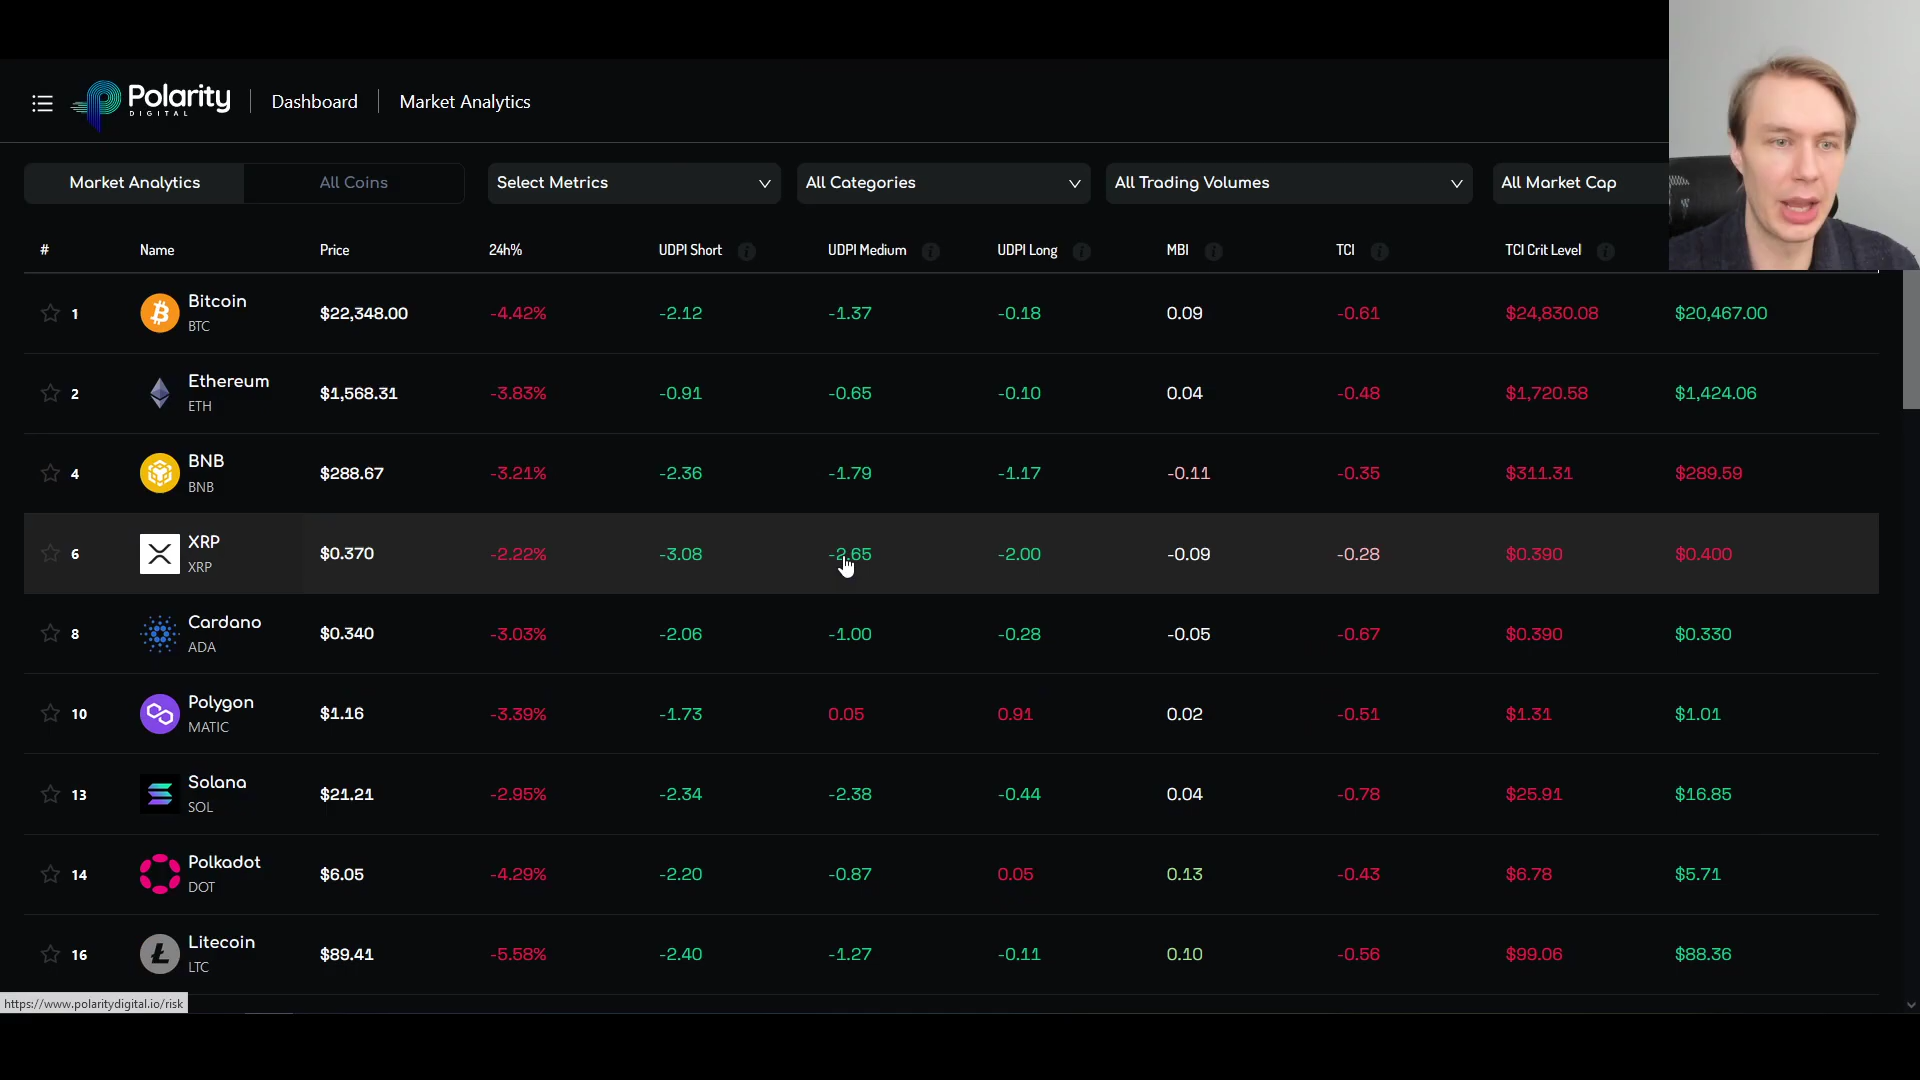 Polarity
DIGITAL
Dashboard
Market Analytics
Market Analytics
All Coins
Select Metrics
All Categories
All Trading Volumes
All Market Cap
# Name Price 24h% UDPI Short UDPI Medium UDPI Long MBI TCI TCI Crit Level
1 Bitcoin BTC $22,348.00 -4.42% -2.12 -1.37 -0.18 0.09 -0.61 $24,830.08 $20,467.00
2 Ethereum ETH $1,568.31 -3.83% -0.91 -0.65 -0.10 0.04 -0.48 $1,720.58 $1,424.06
4 BNB BNB $288.67 -3.21% -2.36 -1.79 -1.17 -0.11 -0.35 $311.31 $289.59
6 XRP XRP $0.370 -2.22% -3.08 -2.65 -2.00 -0.09 -0.28 $0.390 $0.400
8 Cardano ADA $0.340 -3.03% -2.06 -1.00 -0.28 -0.05 -0.67 $0.390 $0.330
10 Polygon MATIC $1.16 -3.39% -1.73 0.05 0.91 0.02 -0.51 $1.31 $1.01
13 Solana SOL $21.21 -2.95% -2.34 -2.38 -0.44 0.04 -0.78 $25.91 $16.85
14 Polkadot DOT $6.05 -4.29% -2.20 -0.87 0.05 0.13 -0.43 $6.78 $5.71
16 Litecoin LTC $89.41 -5.58% -2.40 -1.27 -0.11 0.10 -0.56 $99.06 $88.36
https://www.polaritydigital.io/risk